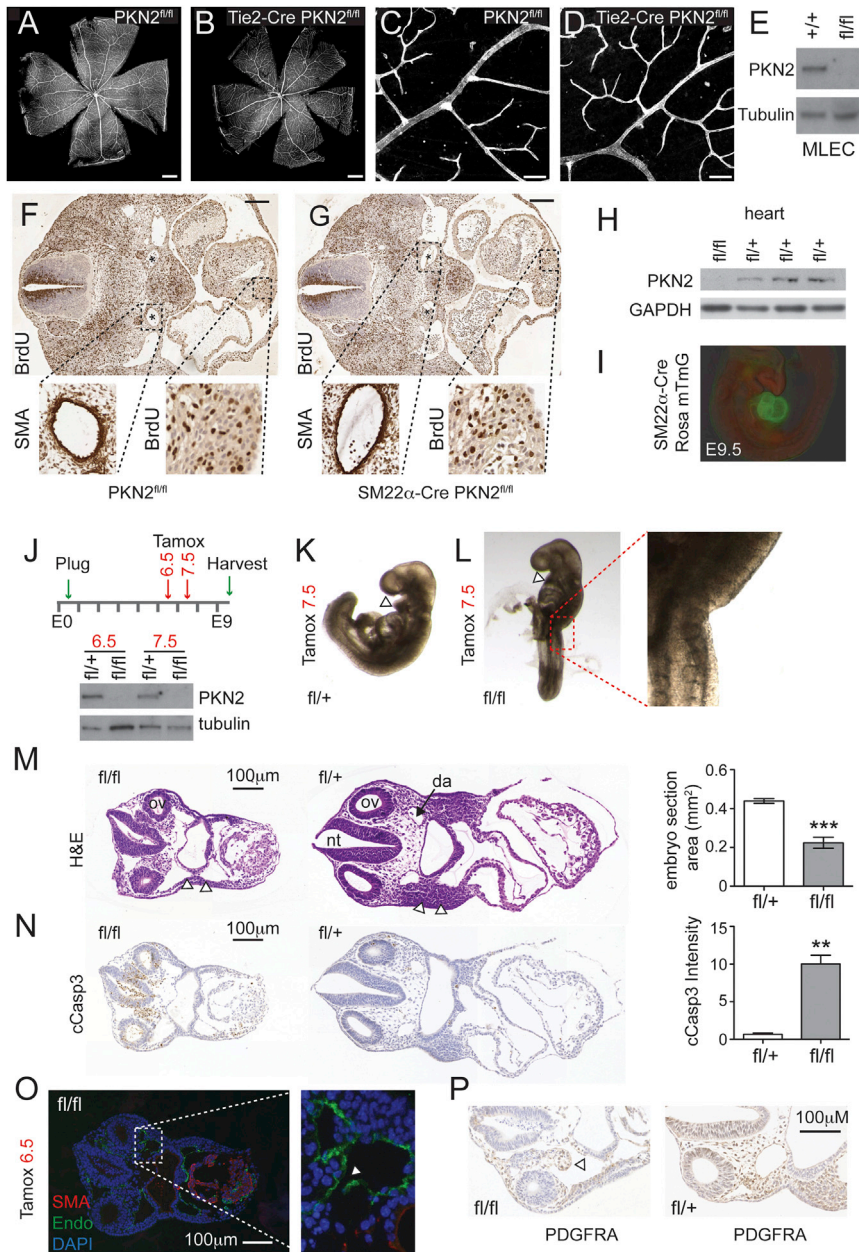 A
PKN2fl/fl
B
Tie2-Cre PKN2fl/fl
C
PKN2fl/fl
D
Tie2-Cre PKN2fl/fl
E
+/+
fl/fl
PKN2
Tubulin
MLEC
F
G
BrdU
BrdU
*
*
*
*
SMA
BrdU
SMA
BrdU
PKN2fl/fl
SM22α-Cre PKN2fl/fl
H
heart
fl/fl
fl/+
fl/+
fl/+
PKN2
GAPDH
I
SM22α-Cre
Rosa mTmG
E9.5
J
Tamox
Plug
6.5
7.5
Harvest
E0
E9
6.5
7.5
fl/+
fl/fl
fl/+
fl/fl
PKN2
tubulin
K
Tamox 7.5
fl/+
L
Tamox 7.5
fl/fl
M
fl/fl
100μm
fl/+
H&E
ov
ov
nt
da
embryo section
area (mm2)
0.6
0.4
0.2
0.0
***
fl/+
fl/fl
N
fl/fl
100μm
fl/+
cCasp3
cCasp3 Intensity
15
10
5
0
**
fl/+
fl/fl
O
Tamox 6.5
fl/fl
SMA
Endo
DAPI
100μm
P
100μM
fl/fl
fl/+
PDGFRA
PDGFRA